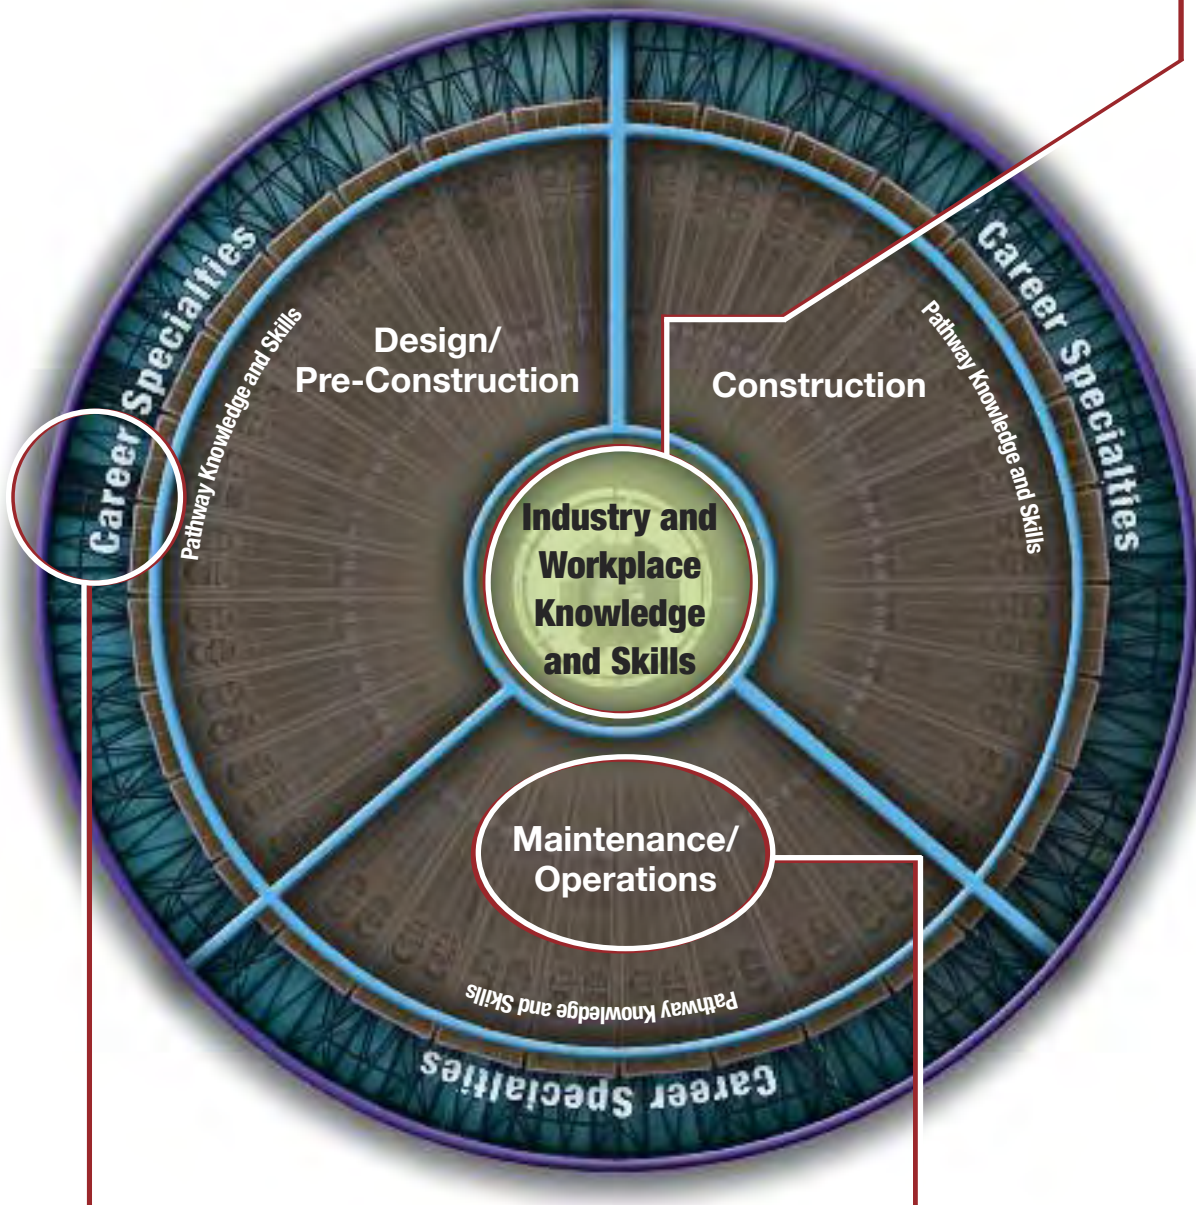 Career Specialties
Career Specialties
Pathway Knowledge and Skills
Pathway Knowledge and Skills
Design/
Pre-Construction
Construction
Industry and
Workplace
Knowledge
and Skills
Maintenance/
Operations
Pathway Knowledge and Skills
Career Specialties